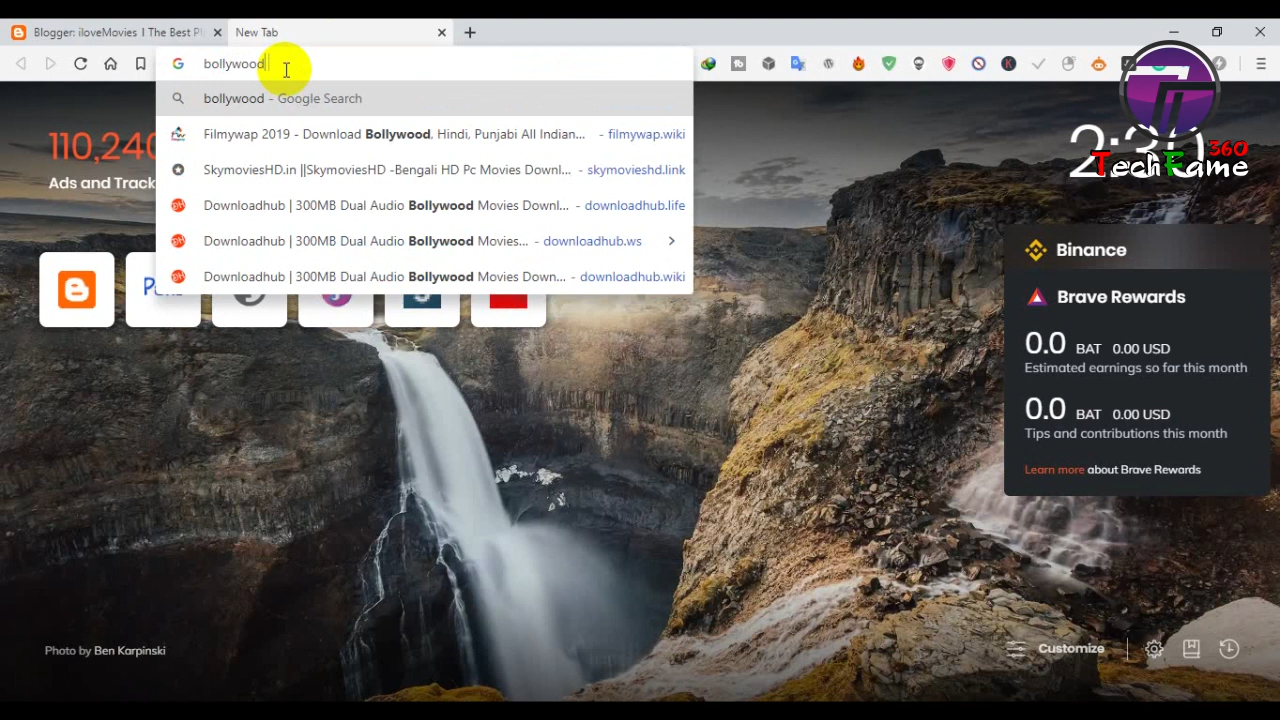 Blogger: iloveMovies I The Best P
New Tab
bollywood
bollywood - Google Search
Filmywap 2019 - Download Bollywood, Hindi, Punjabi All Indian... - filmywap.wiki
SkymoviesHD.in ||SkymoviesHD -Bengali HD Pc Movies Downl... - skymovieshd.link
Downloadhub | 300MB Dual Audio Bollywood Movies Downl... - downloadhub.life
Downloadhub | 300MB Dual Audio Bollywood Movies... - downloadhub.ws
Downloadhub | 300MB Dual Audio Bollywood Movies Down... - downloadhub.wiki
110,240
Ads and Track
TechFame 360
Binance
Brave Rewards
0.0 BAT 0.00 USD
Estimated earnings so far this month
0.0 BAT 0.00 USD
Tips and contributions this month
Learn more about Brave Rewards
Photo by Ben Karpinski
Customize